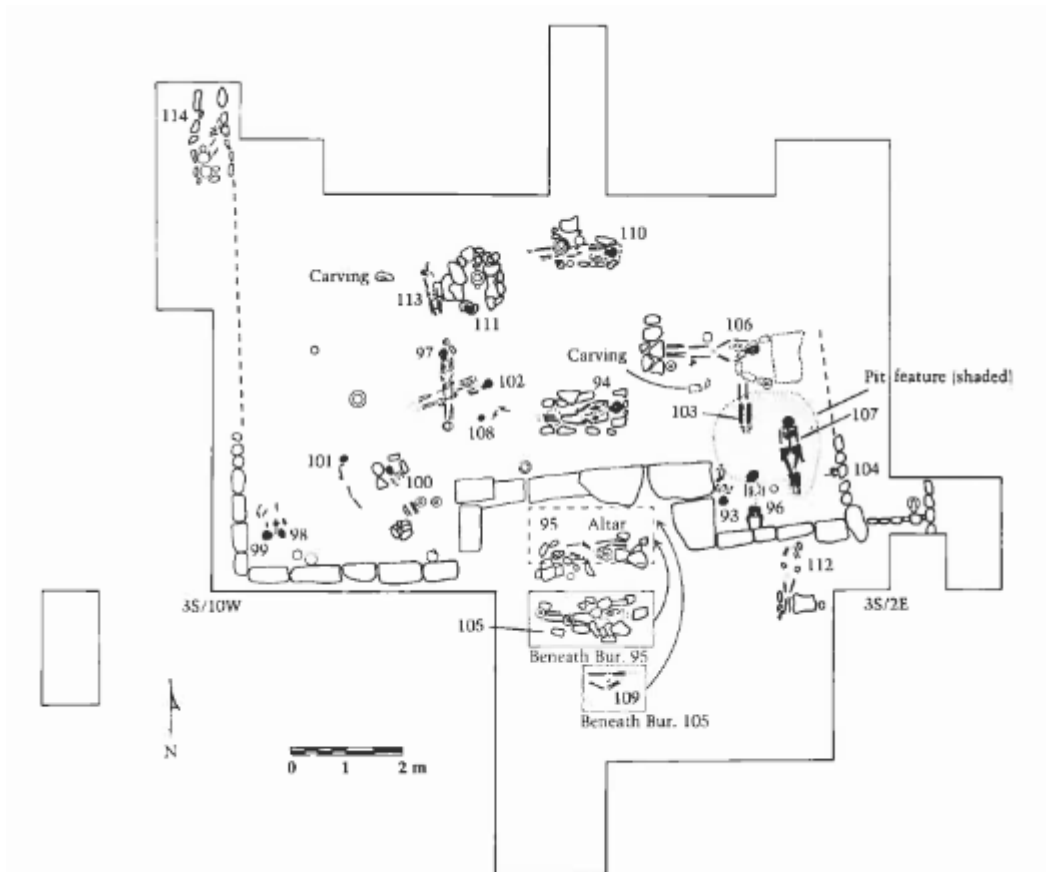 114
110
Carving
113
111
106
97
Carving
102
94
Pit feature (shaded)
103
107
108
101
100
104
93
96
99
98
95 Altar
112
3S/10W
3S/2E
105
Beneath Bur. 95
109
Beneath Bur. 105
N
0 1 2 m